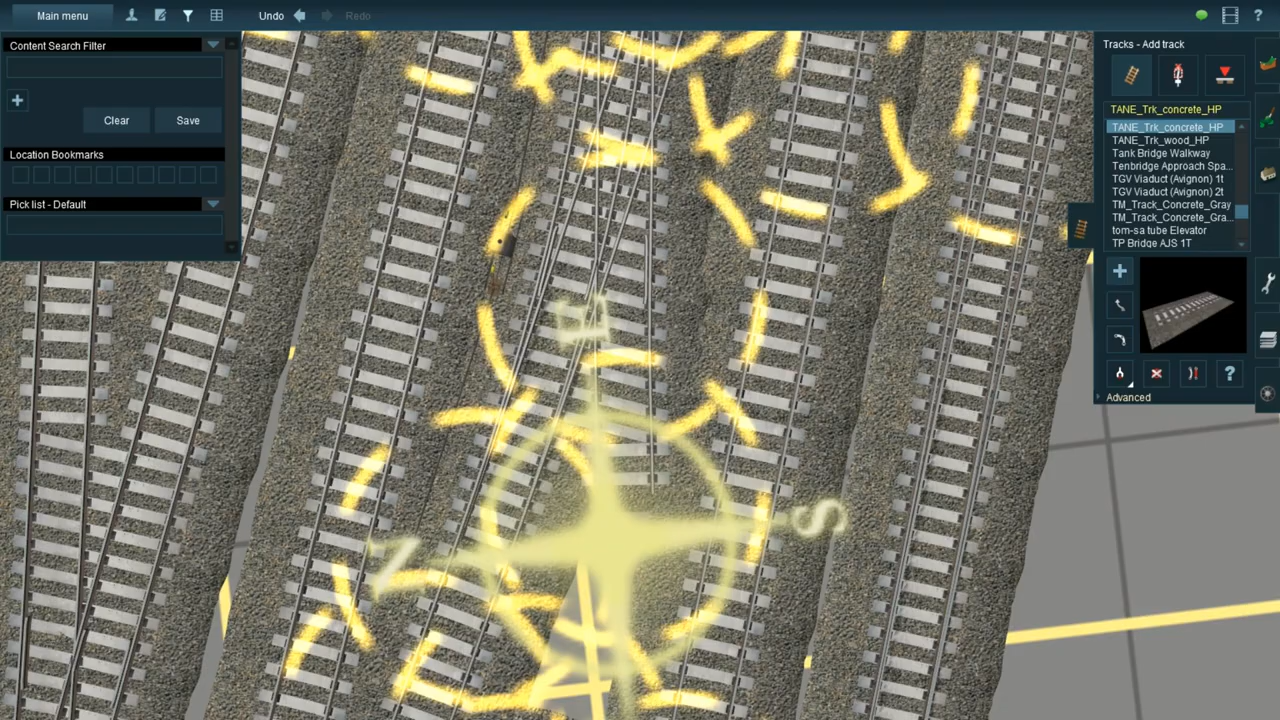 Main menu
Undo
Redo
?
Content Search Filter
Clear
Save
Location Bookmarks
Pick list - Default
Tracks - Add track
TANE_Trk_concrete_HP
TANE_Trk_concrete_HP
TANE_Trk_wood_HP
Tank Bridge Walkway
Tenbridge Approach Spa...
TGV Viaduct (Avignon) 1t
TGV Viaduct (Avignon) 2t
TM_Track_Concrete_Gray
TM_Track_Concrete_Gra...
tom-sa tube Elevator
TP Bridge AJS 1T
?
Advanced
E
S
N